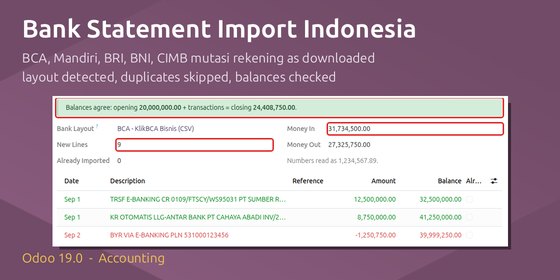 Bank Statement Import Indonesia
BCA, Mandiri, BRI, BNI, CIMB mutasi rekening as downloaded
layout detected, duplicates skipped, balances checked
Balances agree: opening 20,000,000.00 + transactions = closing 24,408,750.00.
Bank Layout ? BCA - KlikBCA Bisnis (CSV) Money In 31,734,500.00
New Lines 9 Money Out 27,325,750.00
Already Imported 0 Numbers read as 1,234,567.89.
Date Description Reference Amount Balance Alr...
Sep 1 TRSF E-BANKING CR 0109/FTSCY/WS95031 PT SUMBER R... 12,500,000.00 32,500,000.00
Sep 1 KR OTOMATIS LLG-ANTAR BANK PT CAHAYA ABADI INV/2... 8,750,000.00 41,250,000.00
Sep 2 BYR VIA E-BANKING PLN 531000123456 -1,250,750.00 39,999,250.00
Odoo 19.0 - Accounting